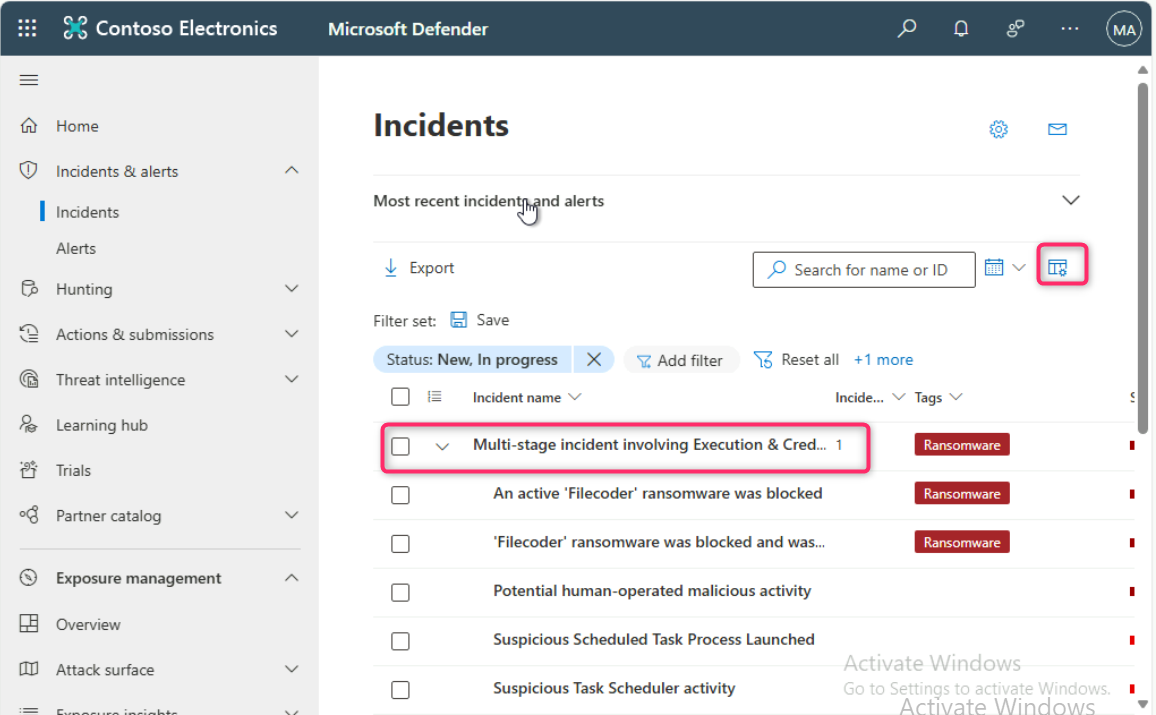 Contoso Electronics
Microsoft Defender
MA
Home
Incidents & alerts
Incidents
Alerts
Hunting
Actions & submissions
Threat intelligence
Learning hub
Trials
Partner catalog
Exposure management
Overview
Attack surface
Exposure insights
Incidents
Most recent incidents and alerts
Export
Search for name or ID
Filter set: Save
Status: New, In progress
Add filter
Reset all
+1 more
Incident name Incide... Tags S
Multi-stage incident involving Execution & Cred... 1 Ransomware
An active 'Filecoder' ransomware was blocked Ransomware
'Filecoder' ransomware was blocked and was... Ransomware
Potential human-operated malicious activity
Suspicious Scheduled Task Process Launched
Suspicious Task Scheduler activity
Activate Windows
Go to Settings to activate Windows.
Activate Windows